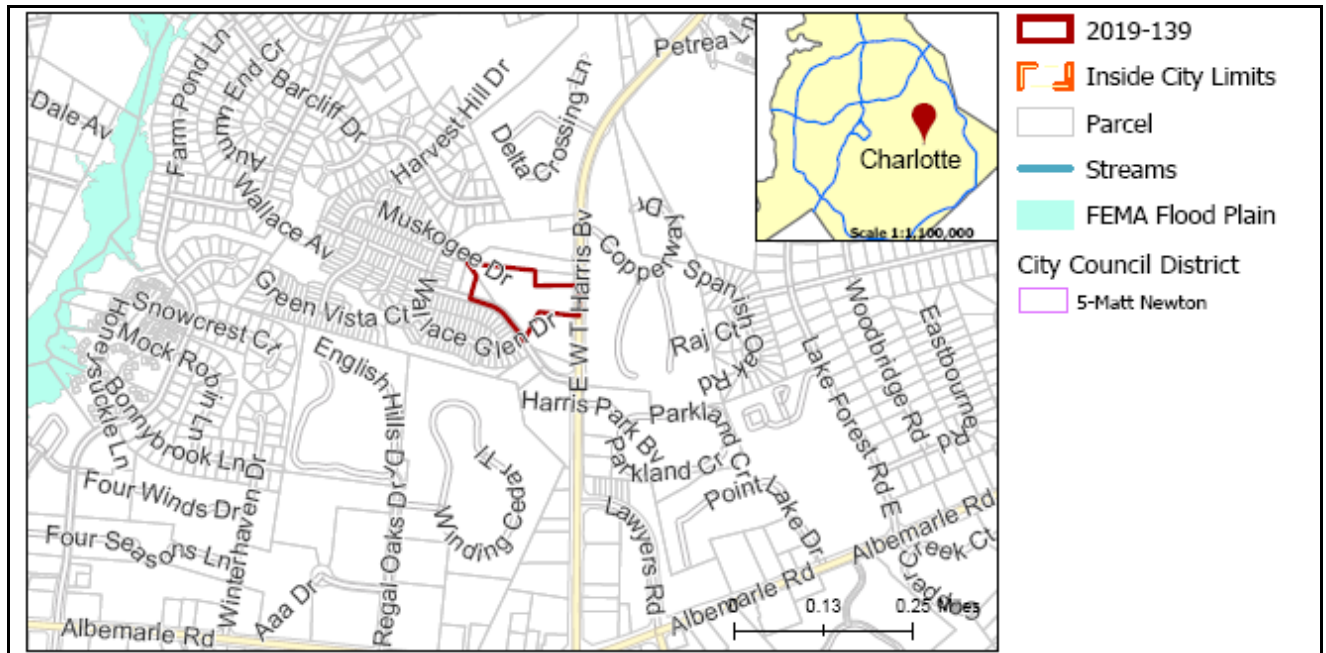 Petrea Ln
Dale Av
Farm Pond Ln
Autumn End Cr
Barcliff Dr
Harvest Hill Dr
Delta Crossing Ln
Wallace Av
Muskogee Dr
Copperway Dr
Spanish Oak Rd
E W T Harris Bv
Green Vista Ct
Wallace Glen Dr
Raj Ct
Snowcrest Ct
Mock Robin Ln
Honeysuckle Ln
Bonnybrook Ln
English Hills Dr
Harris Park Bv
Parkland Cr
Parkland Cr
Lake Forest Rd E
Woodbridge Rd
Eastbourne Rd
Four Winds Dr
Winterhaven Dr
Regal Oaks Dr
Winding Cedar Tl
Point Lake Dr
Lawyers Rd
Four Seasons Ln
Aaa Dr
Albemarle Rd
Albemarle Rd
Albemarle Rd
Creek Ct
0 0.13 0.25 Miles
Charlotte
Scale 1:1,100,000
2019-139
Inside City Limits
Parcel
Streams
FEMA Flood Plain
City Council District
5-Matt Newton